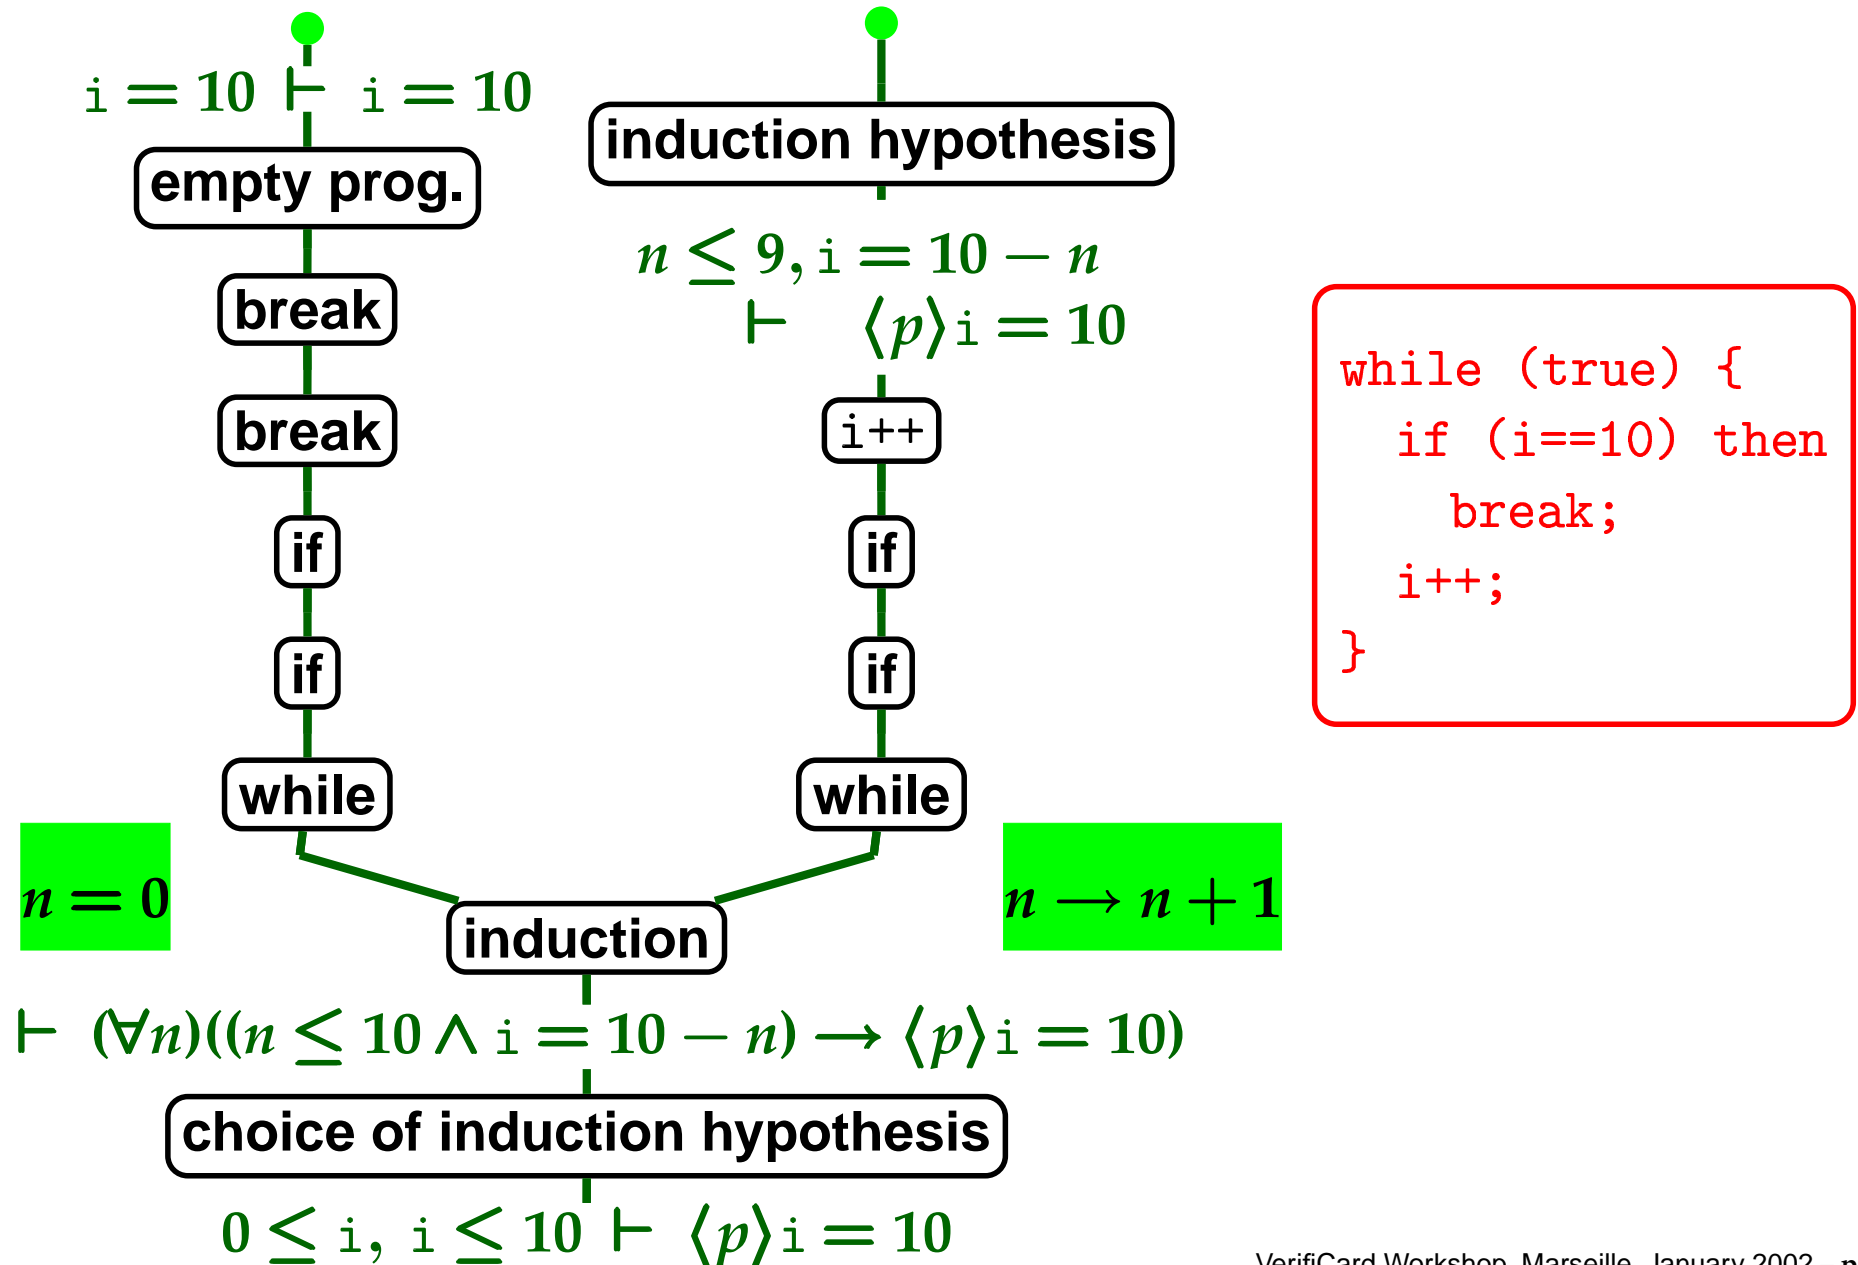 i = 10 ⊢ i = 10
empty prog.
break
break
if
if
while
n = 0
induction hypothesis
n ≤ 9, i = 10 − n
⊢ ⟨p⟩i = 10
i++
if
if
while
n → n + 1
induction
⊢ (∀n)((n ≤ 10 ∧ i = 10 − n) → ⟨p⟩i = 10)
choice of induction hypothesis
0 ≤ i, i ≤ 10 ⊢ ⟨p⟩i = 10
while (true) {
if (i==10) then
break;
i++;
}
VerifiCard Workshop, Marseille, January 2002 – n